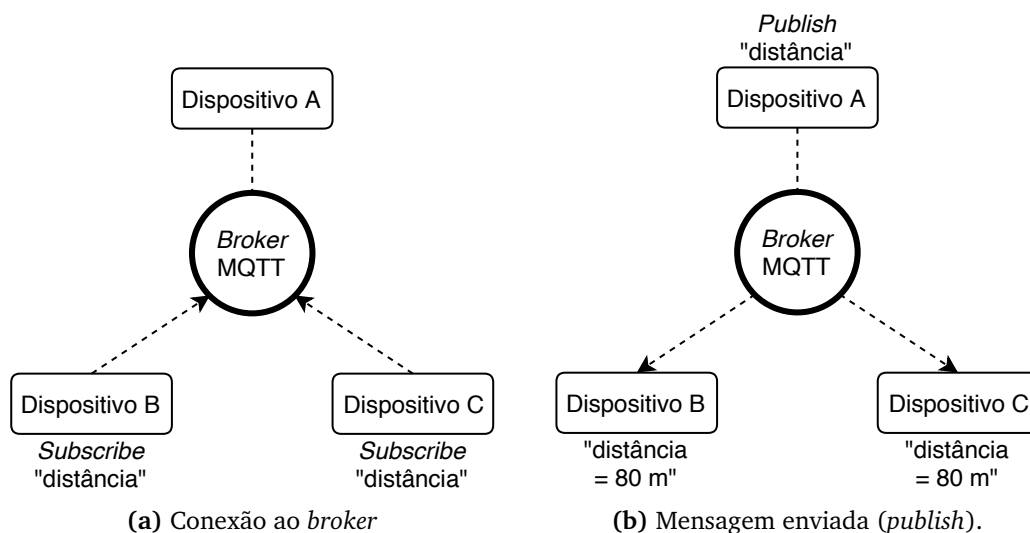 Dispositivo A
Broker
MQTT
Dispositivo B
Dispositivo C
Subscribe
"distância"
Subscribe
"distância"
(a) Conexão ao broker
Publish
"distância"
Dispositivo A
Broker
MQTT
Dispositivo B
Dispositivo C
"distância
= 80 m"
"distância
= 80 m"
(b) Mensagem enviada (publish).